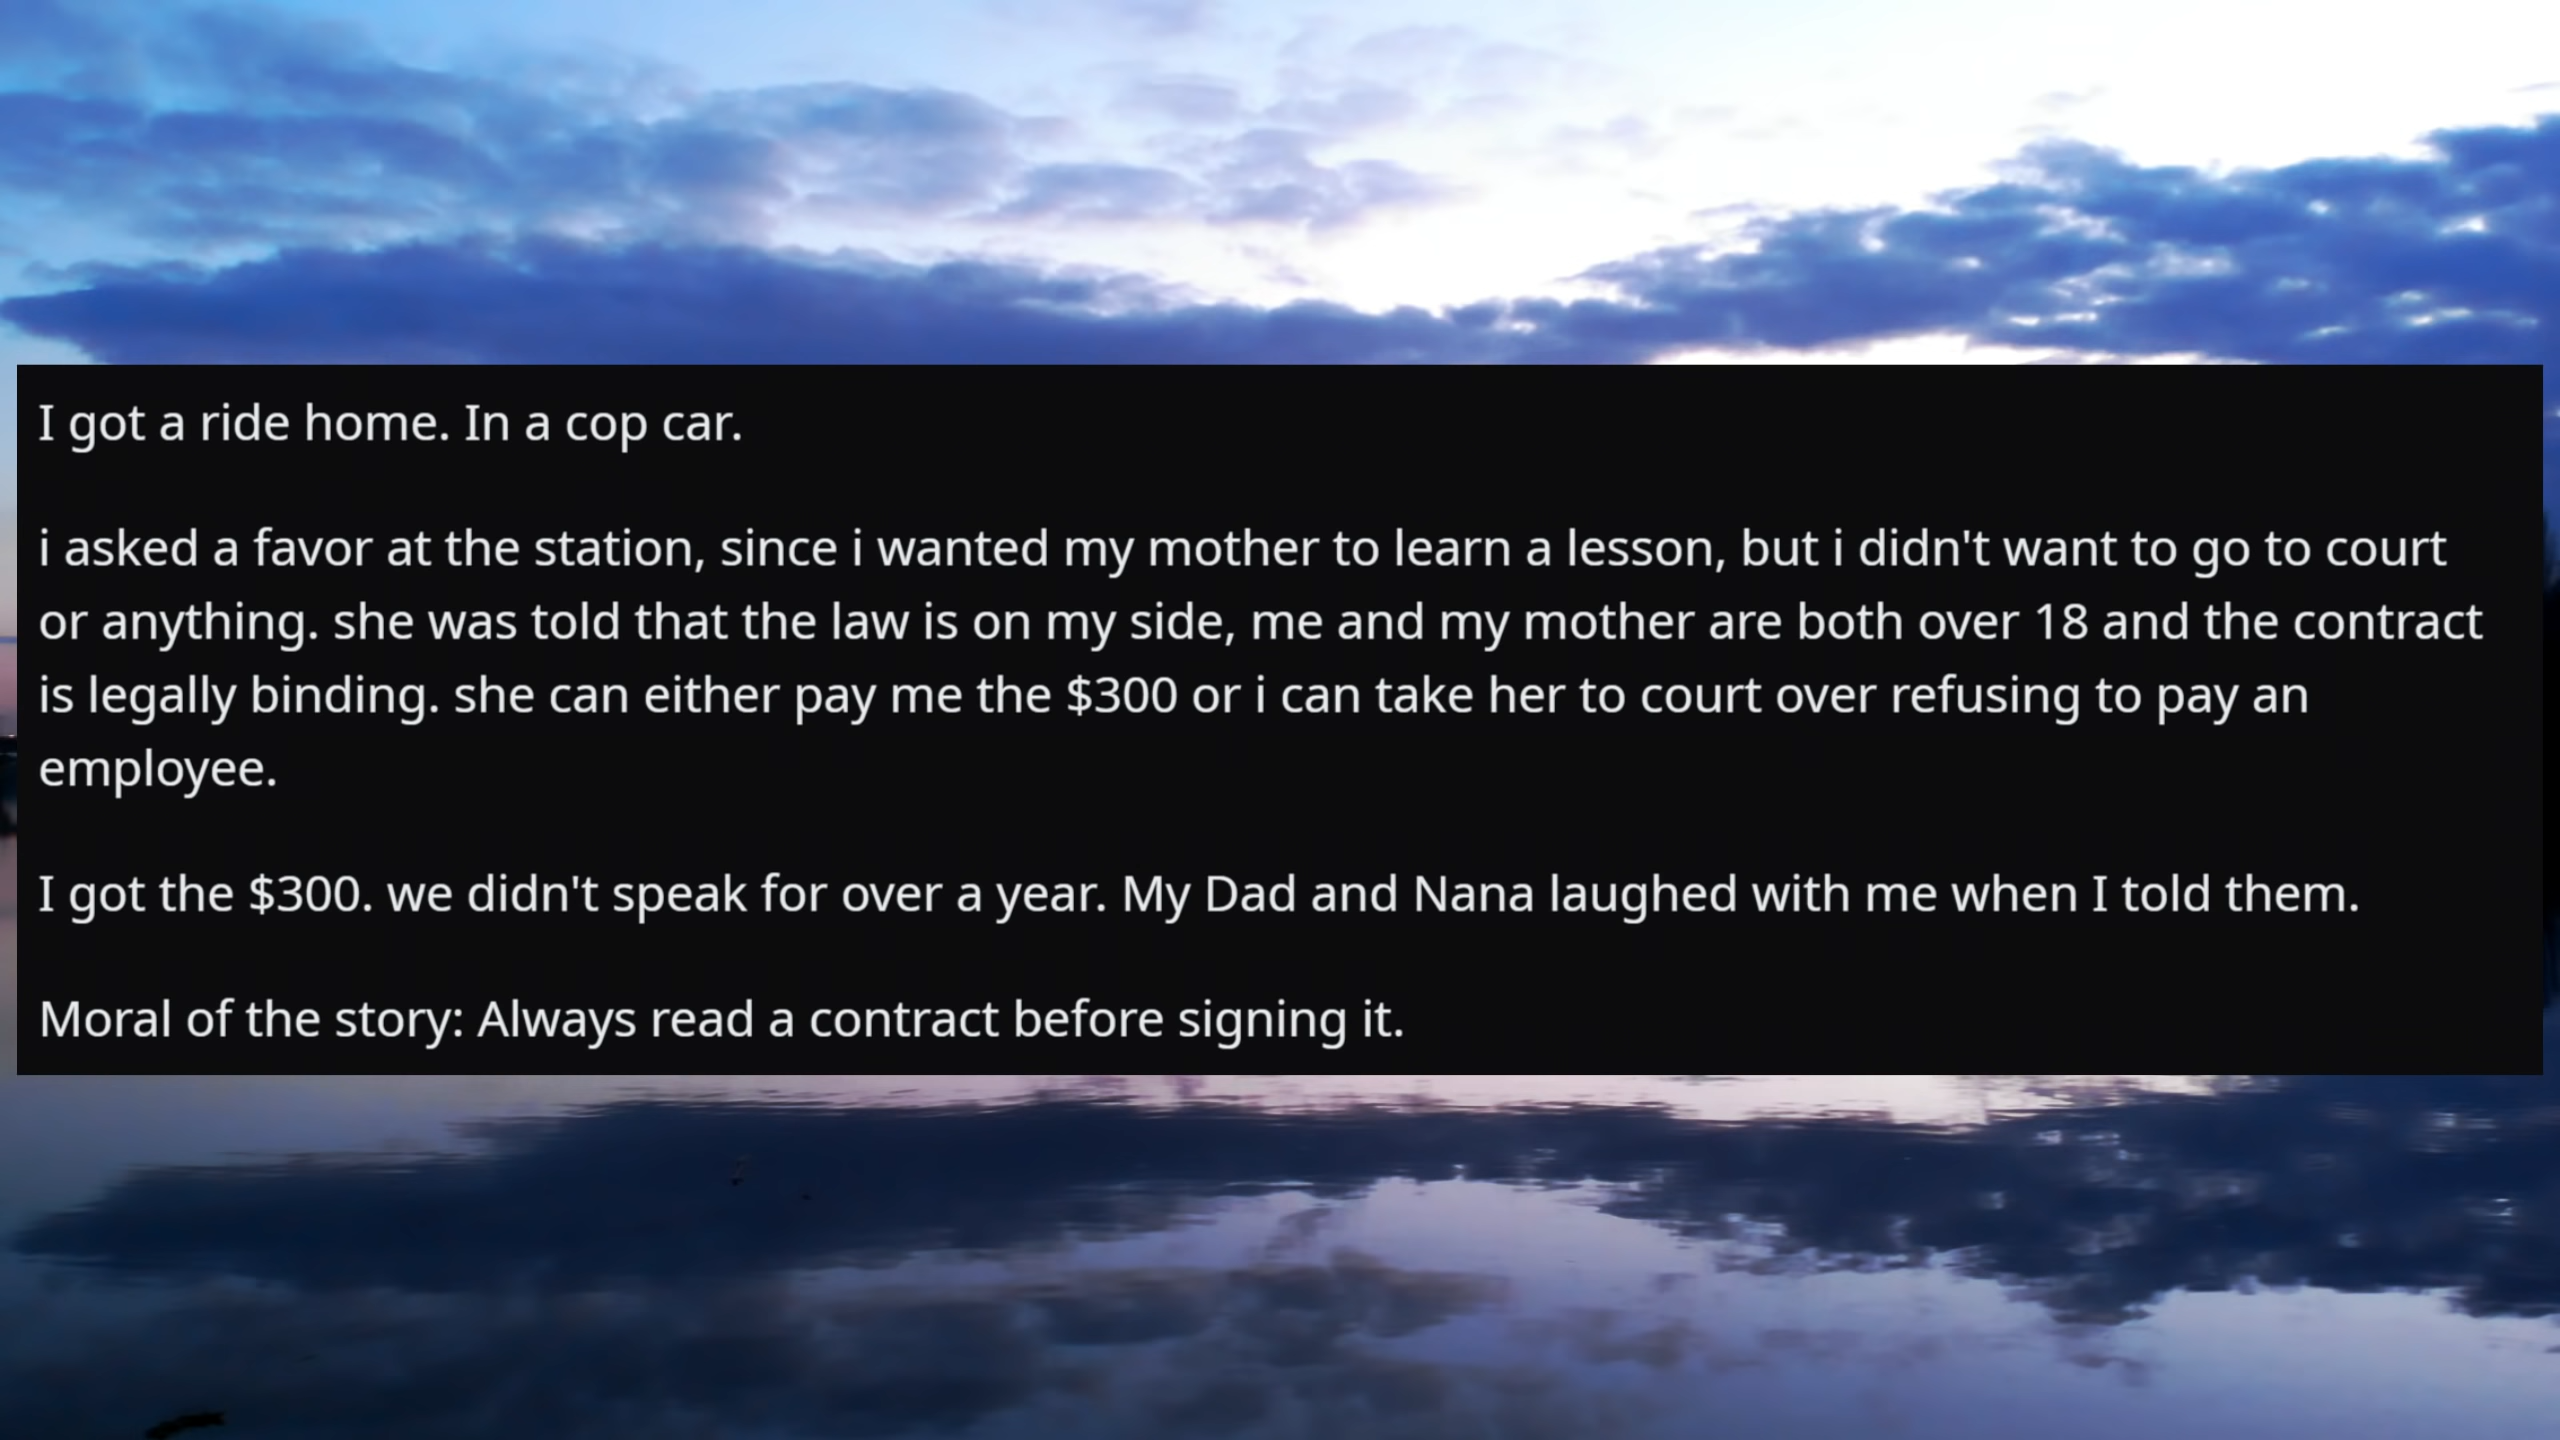 I got a ride home. In a cop car.
i asked a favor at the station, since i wanted my mother to learn a lesson, but i didn't want to go to court
or anything. she was told that the law is on my side, me and my mother are both over 18 and the contract
is legally binding. she can either pay me the $300 or i can take her to court over refusing to pay an
employee.
I got the $300. we didn't speak for over a year. My Dad and Nana laughed with me when I told them.
Moral of the story: Always read a contract before signing it.